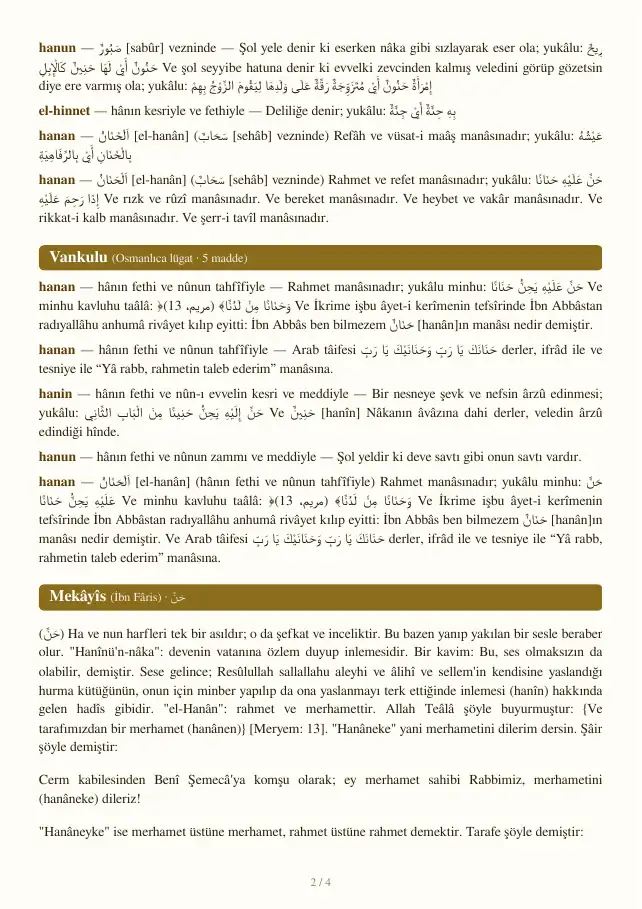 hanun — صَبُورٌ [sabûr] vezninde — Şol yele denir ki eserken nâka gibi sızlayarak eser ola; yukâlu: رِيحٌ
حَنُونٌ أَيْ لَهَا حَنِينٌ كَالْإِبِلِ Ve şol seyyibe hatuna denir ki evvelki zevcinden kalmış veledini görüp gözetsin
diye ere varmış ola; yukâlu: إِمْرَأَةٌ حَنُونٌ أَيْ مُتَزَوِّجَةٌ رَقَّةً عَلَى وَلَدِهَا لِيَقُومَ الزَّوْجُ بِهِمْ
el-hinnet — hânın kesriyle ve fethiyle — Deliliğe denir; yukâlu: بِهِ حِنَّةٌ أَيْ جِنَّةٌ
hanan — اَلْحَنَانُ [el-hanân] (سَحَابٌ [sehâb] vezninde) Refâh ve vüsat-i maâş manâsınadır; yukâlu: عَيْشُهُ
بِالْحَنَانِ أَيْ بِالرَّفَاهِيَةِ
hanan — اَلْحَنَانُ [el-hanân] (سَحَابٌ [sehâb] vezninde) Rahmet ve refet manâsınadır; yukâlu: حَنَّ عَلَيْهِ حَنَانًا
إِذَا رَحِمَ عَلَيْهِ Ve rızk ve rûzî manâsınadır. Ve bereket manâsınadır. Ve heybet ve vakâr manâsınadır. Ve
rikkat-i kalb manâsınadır. Ve şerr-i tavîl manâsınadır.
Vankulu (Osmanlıca lügat · 5 madde)
hanan — hânın fethi ve nûnun tahfîfiyle — Rahmet manâsınadır; yukâlu minhu: حَنَّ عَلَيْهِ يَحِنُّ حَنَانًا Ve
minhu kavluhu taâlâ: ﴿وَحَنَانًا مِنْ لَدُنَّا﴾ (مريم، 13) Ve İkrime işbu âyet-i kerîmenin tefsîrinde İbn Abbâstan
radıyallâhu anhumâ rivâyet kılıp eyitti: İbn Abbâs ben bilmezem حَنَانٌ [hanân]ın manâsı nedir demiştir.
hanan — hânın fethi ve nûnun tahfîfiyle — Arab tâifesi حَنَانَكَ يَا رَبِّ وَحَنَانَيْكَ يَا رَبِّ derler, ifrâd ile ve
tesniye ile “Yâ rabb, rahmetin taleb ederim” manâsına.
hanin — hânın fethi ve nûn-ı evvelin kesri ve meddiyle — Bir nesneye şevk ve nefsin ârzû edinmesi;
yukâlu: حَنَّ إِلَيْهِ يَحِنُّ حَنِينًا مِنَ الْبَابِ الثَّانِي Ve حَنِينٌ [hanîn] Nâkanın âvâzına dahi derler, veledin ârzû
edindiği hînde.
hanun — hânın fethi ve nûnun zammı ve meddiyle — Şol yeldir ki deve savtı gibi onun savtı vardır.
hanan — اَلْحَنَانُ [el-hanân] (hânın fethi ve nûnun tahfîfiyle) Rahmet manâsınadır; yukâlu minhu: حَنَّ
عَلَيْهِ يَحِنُّ حَنَانًا Ve minhu kavluhu taâlâ: ﴿وَحَنَانًا مِنْ لَدُنَّا﴾ (مريم، 13) Ve İkrime işbu âyet-i kerîmenin
tefsîrinde İbn Abbâstan radıyallâhu anhumâ rivâyet kılıp eyitti: İbn Abbâs ben bilmezem حَنَانٌ [hanân]ın
manâsı nedir demiştir. Ve Arab tâifesi حَنَانَكَ يَا رَبِّ وَحَنَانَيْكَ يَا رَبِّ derler, ifrâd ile ve tesniye ile “Yâ rabb,
rahmetin taleb ederim” manâsına.
Mekâyîs (İbn Fâris) · حَنَّ
(حَنَّ) Ha ve nun harfleri tek bir asıldır; o da şefkat ve inceliktir. Bu bazen yanıp yakılan bir sesle beraber
olur. "Hanînü'n-nâka": devenin vatanına özlem duyup inlemesidir. Bir kavim: Bu, ses olmaksızın da
olabilir, demiştir. Sese gelince; Resûlullah sallallahu aleyhi ve âlihî ve sellem'in kendisine yaslandığı
hurma kütüğünün, onun için minber yapılıp da ona yaslanmayı terk ettiğinde inlemesi (hanîn) hakkında
gelen hadîs gibidir. "el-Hanân": rahmet ve merhamettir. Allah Teâlâ şöyle buyurmuştur: {Ve
tarafımızdan bir merhamet (hanânen)} [Meryem: 13]. "Hanâneke" yani merhametini dilerim dersin. Şâir
şöyle demiştir:
Cerm kabilesinden Benî Şemecâ'ya komşu olarak; ey merhamet sahibi Rabbimiz, merhametini
(hanâneke) dileriz!
"Hanâneyke" ise merhamet üstüne merhamet, rahmet üstüne rahmet demektir. Tarafe şöyle demiştir:
2 / 4